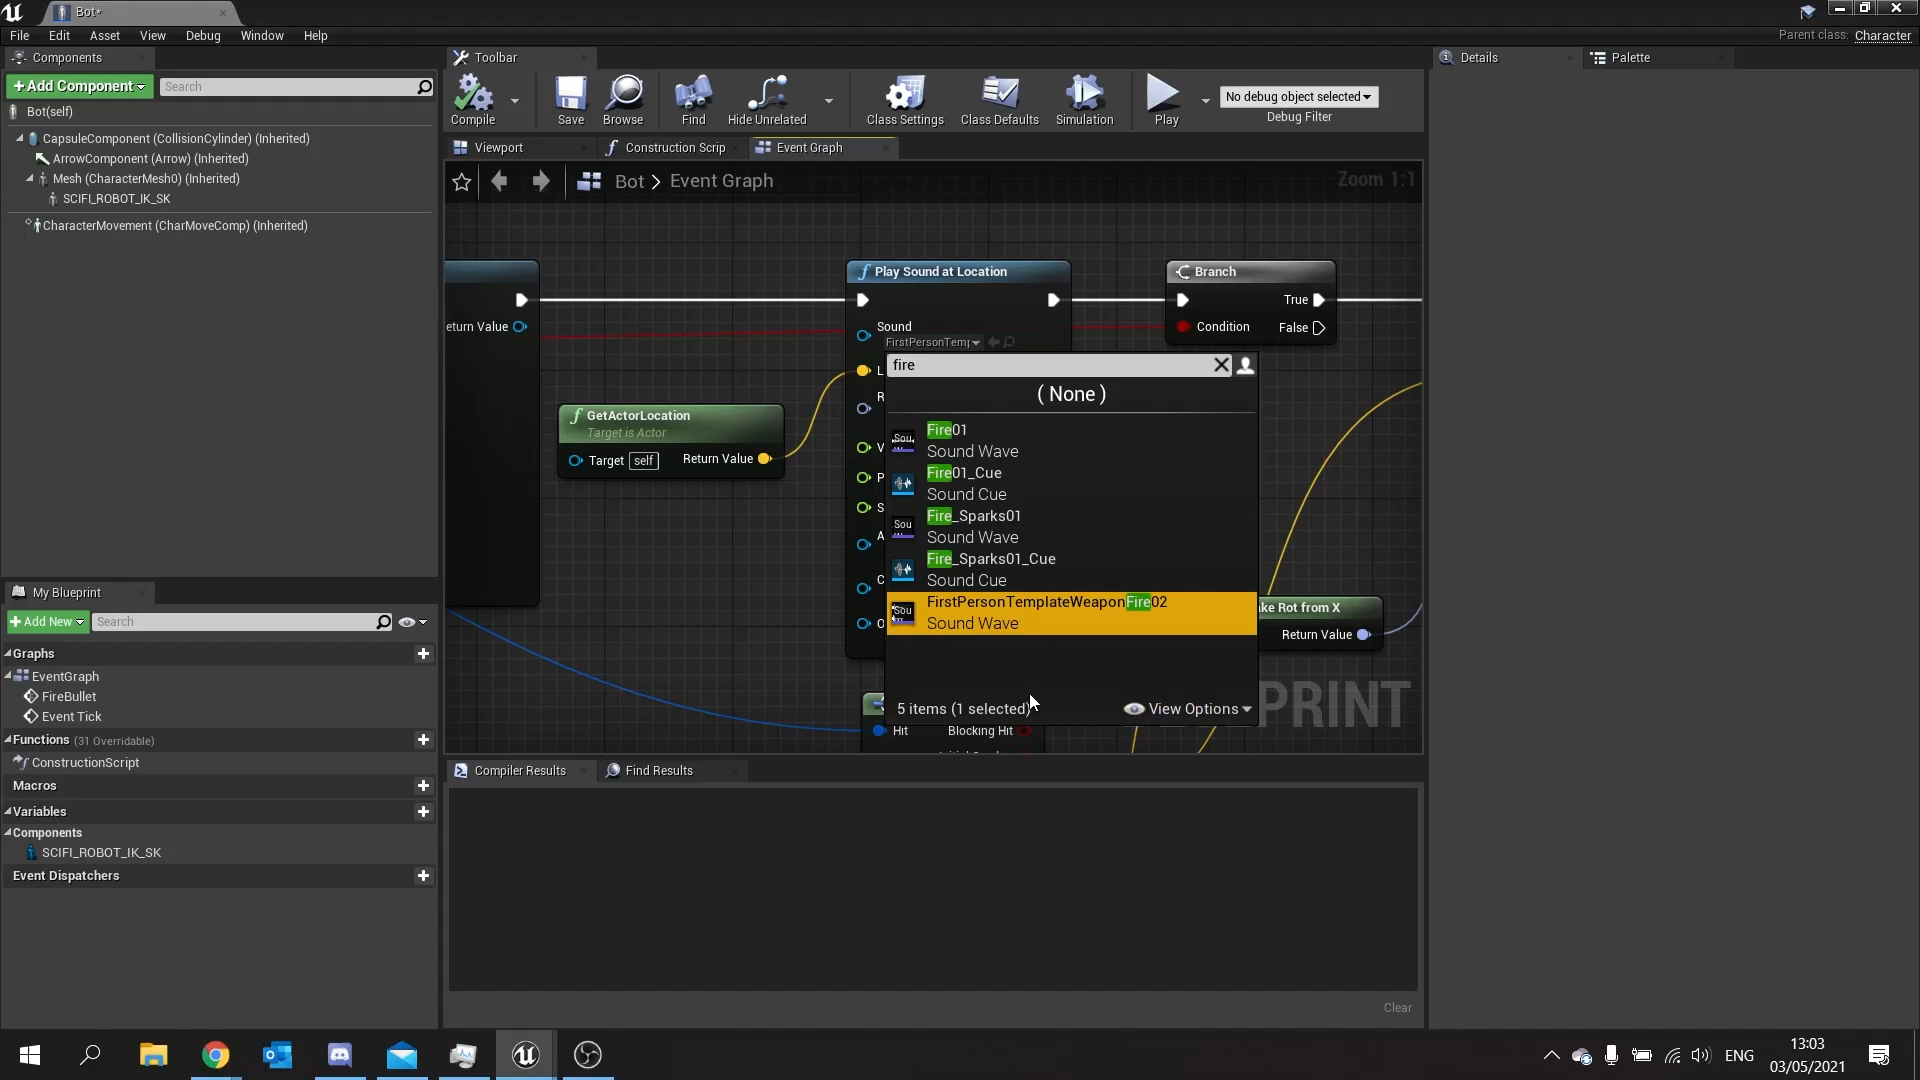 Bot*
File Edit Asset View Debug Window Help
Parent class: Character
Components
Toolbar
Details
Palette
+ Add Component
Search
Bot(self)
CapsuleComponent (CollisionCylinder) (Inherited)
ArrowComponent (Arrow) (Inherited)
Mesh (CharacterMesh0) (Inherited)
SCIFI_ROBOT_IK_SK
CharacterMovement (CharMoveComp) (Inherited)
Compile
Save
Browse
Find
Hide Unrelated
Class Settings
Class Defaults
Simulation
Play
No debug object selected
Debug Filter
Viewport
Construction Scrip
Event Graph
Bot > Event Graph
Zoom 1:1
Play Sound at Location
Sound
FirstPersonTemp
Branch
True
Condition
False
eturn Value
GetActorLocation
Target is Actor
Target self
Return Value
L
R
V
P
S
A
C
O
fire
( None )
Fire01
Sound Wave
Fire01_Cue
Sound Cue
Fire_Sparks01
Sound Wave
Fire_Sparks01_Cue
Sound Cue
FirstPersonTemplateWeaponFire02
Sound Wave
5 items (1 selected)
View Options
ke Rot from X
Return Value
PRINT
Hit
Blocking Hit
My Blueprint
+ Add New
Search
Graphs
EventGraph
FireBullet
Event Tick
Functions (31 Overridable)
ConstructionScript
Macros
Variables
Components
SCIFI_ROBOT_IK_SK
Event Dispatchers
Compiler Results
Find Results
Clear
ENG
13:03
03/05/2021